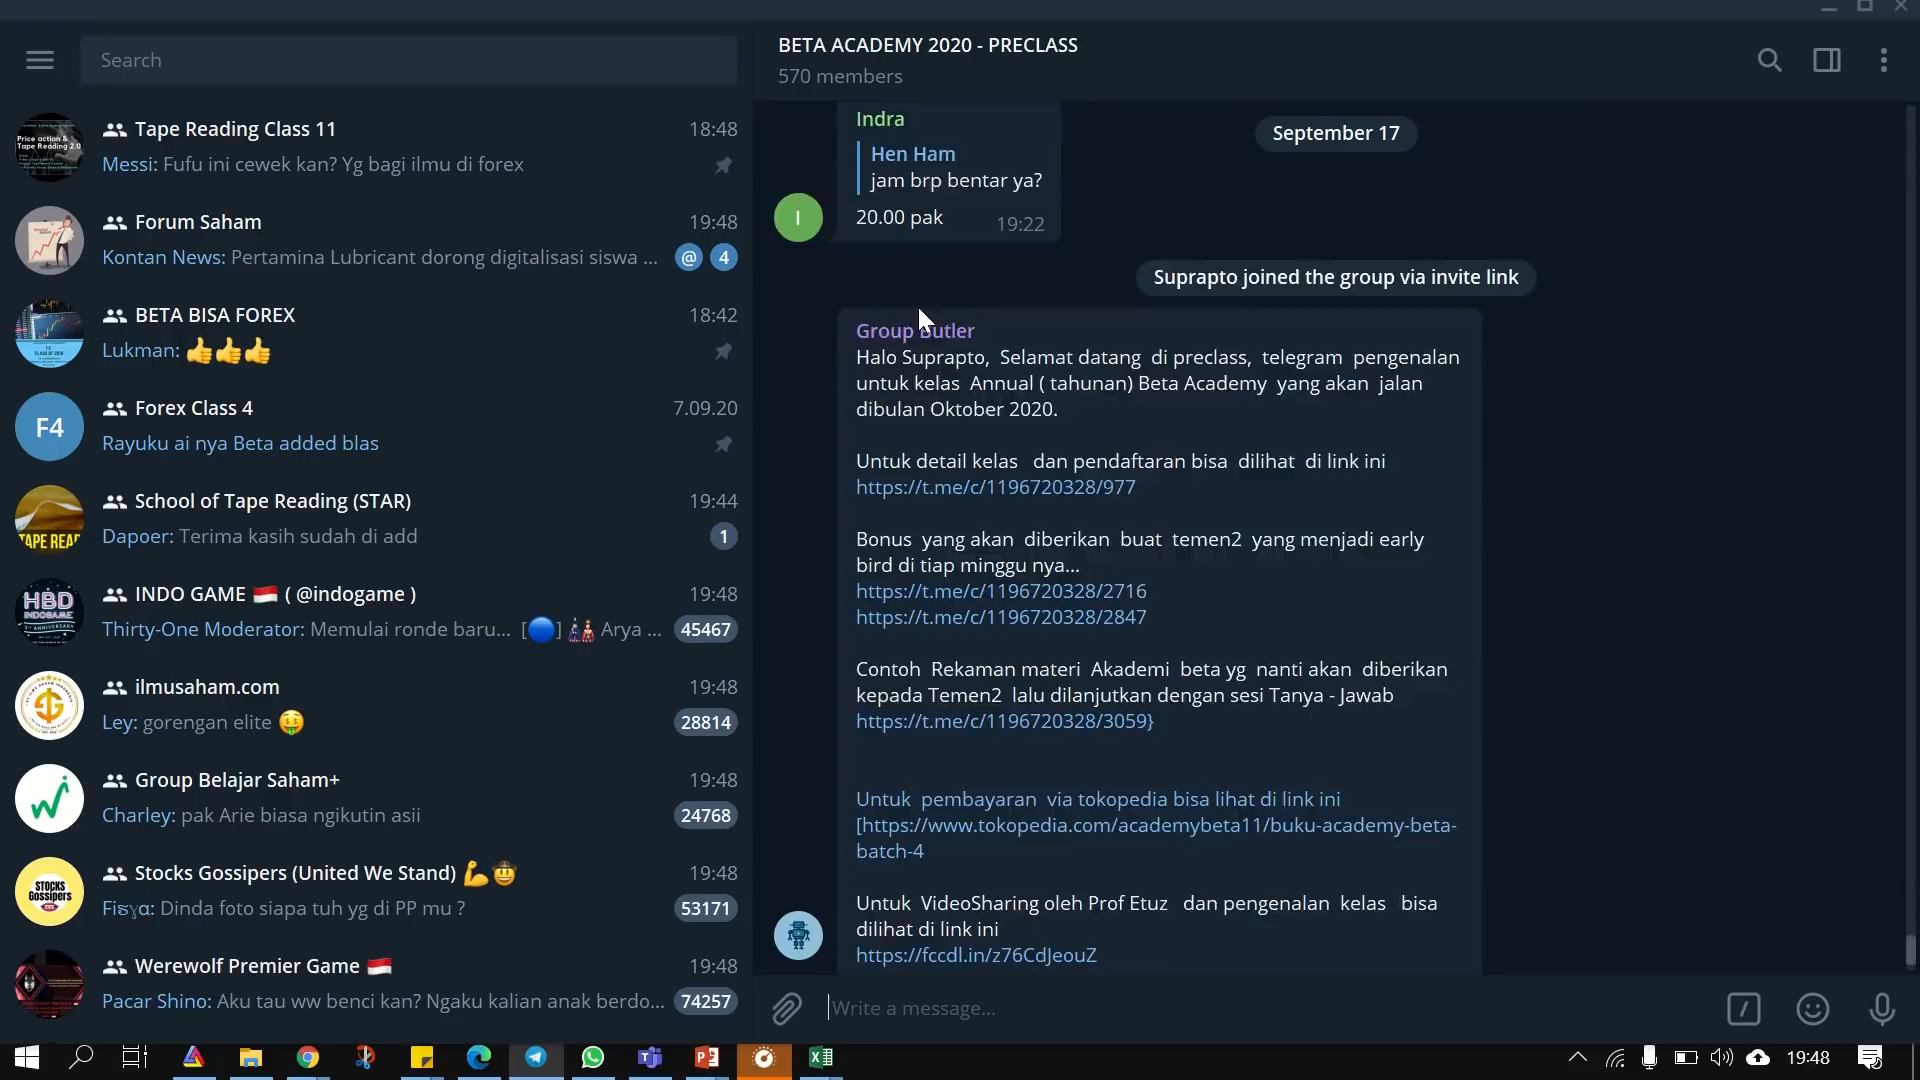 Search
Price action &
Tape Reading 2.0
Tape Reading Class 11
18:48
Messi: Fufu ini cewek kan? Yg bagi ilmu di forex
Forum Saham
19:48
Kontan News: Pertamina Lubricant dorong digitalisasi siswa ...
@
4
BETA BISA FOREX
18:42
Lukman: 👍👍👍
F4
Forex Class 4
7.09.20
Rayuku ai nya Beta added blas
TAPE READ
School of Tape Reading (STAR)
19:44
Dapoer: Terima kasih sudah di add
1
HBD
INDOGAME
INDO GAME 🇮🇩 ( @indogame )
19:48
Thirty-One Moderator: Memulai ronde baru... [🔵] 🎎 Arya ...
45467
ilmusaham.com
19:48
Ley: gorengan elite 🤑
28814
Group Belajar Saham+
19:48
Charley: pak Arie biasa ngikutin asii
24768
STOCKS
Gossipers
Stocks Gossipers (United We Stand) 💪🤠
19:48
Fisγα: Dinda foto siapa tuh yg di PP mu ?
53171
Werewolf Premier Game 🇮🇩
19:48
Pacar Shino: Aku tau ww benci kan? Ngaku kalian anak berdo...
74257
BETA ACADEMY 2020 - PRECLASS
570 members
September 17
Indra
Hen Ham
jam brp bentar ya?
I
20.00 pak
19:22
Suprapto joined the group via invite link
Group Butler
Halo Suprapto, Selamat datang di preclass, telegram pengenalan
untuk kelas Annual ( tahunan) Beta Academy yang akan jalan
dibulan Oktober 2020.
Untuk detail kelas dan pendaftaran bisa dilihat di link ini
https://t.me/c/1196720328/977
Bonus yang akan diberikan buat temen2 yang menjadi early
bird di tiap minggu nya...
https://t.me/c/1196720328/2716
https://t.me/c/1196720328/2847
Contoh Rekaman materi Akademi beta yg nanti akan diberikan
kepada Temen2 lalu dilanjutkan dengan sesi Tanya - Jawab
https://t.me/c/1196720328/3059}
Untuk pembayaran via tokopedia bisa lihat di link ini
[https://www.tokopedia.com/academybeta11/buku-academy-beta-
batch-4
Untuk VideoSharing oleh Prof Etuz dan pengenalan kelas bisa
dilihat di link ini
https://fccdl.in/z76CdJeouZ
Write a message...
19:48